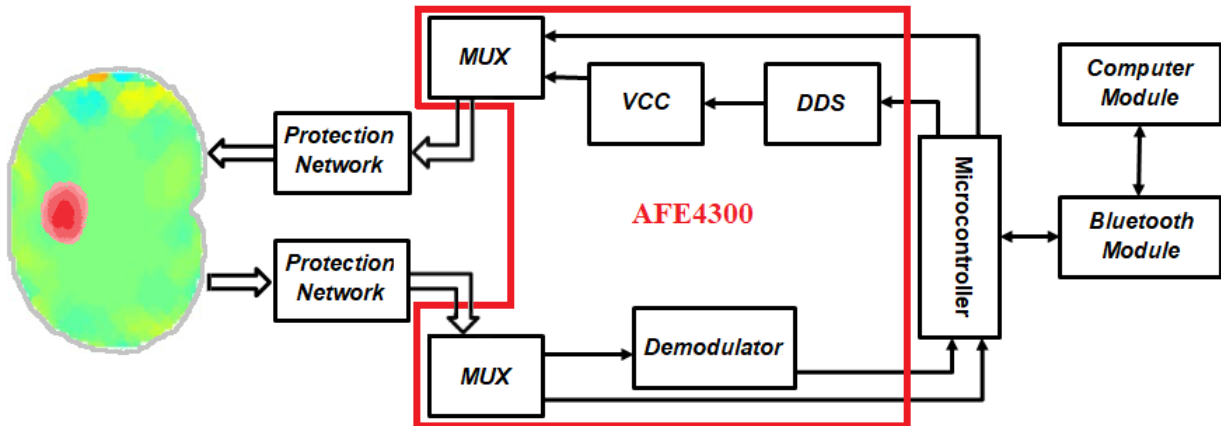 MUX
VCC
DDS
Computer
Module
Protection
Network
Microcontroller
AFE4300
Bluetooth
Module
Protection
Network
MUX
Demodulator